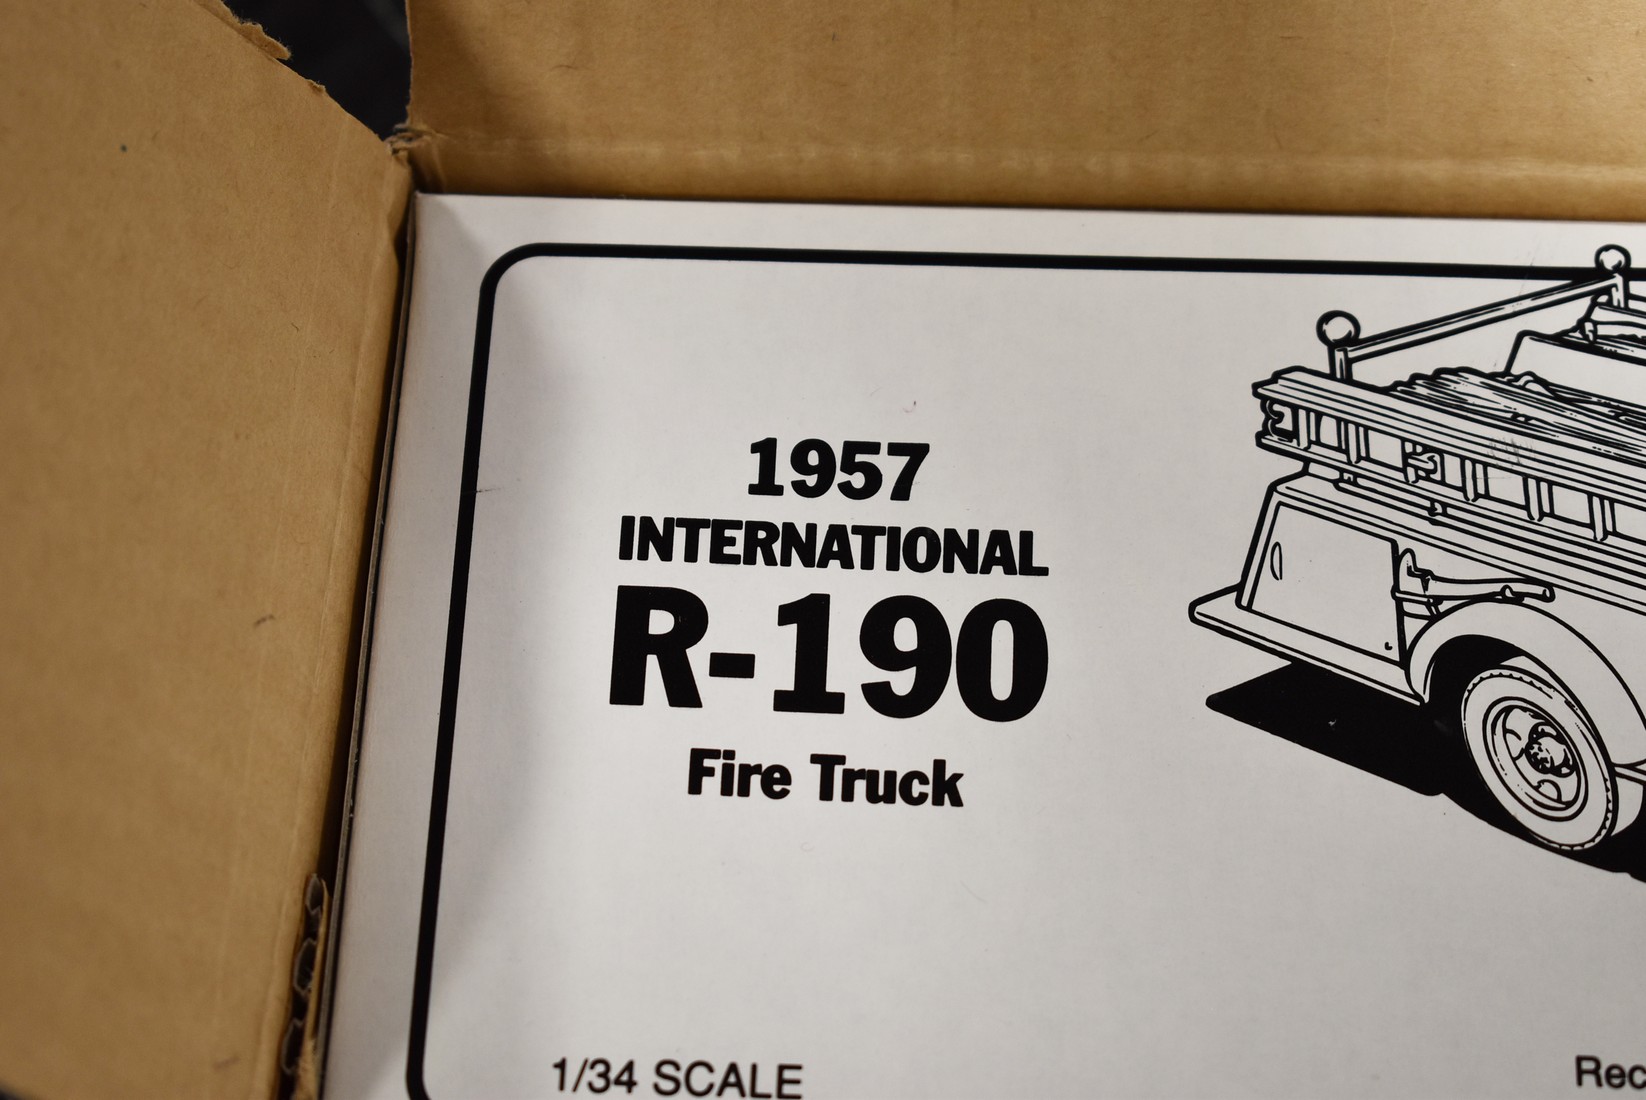 1957
INTERNATIONAL
R-190
Fire Truck
1/34 SCALE
Rec